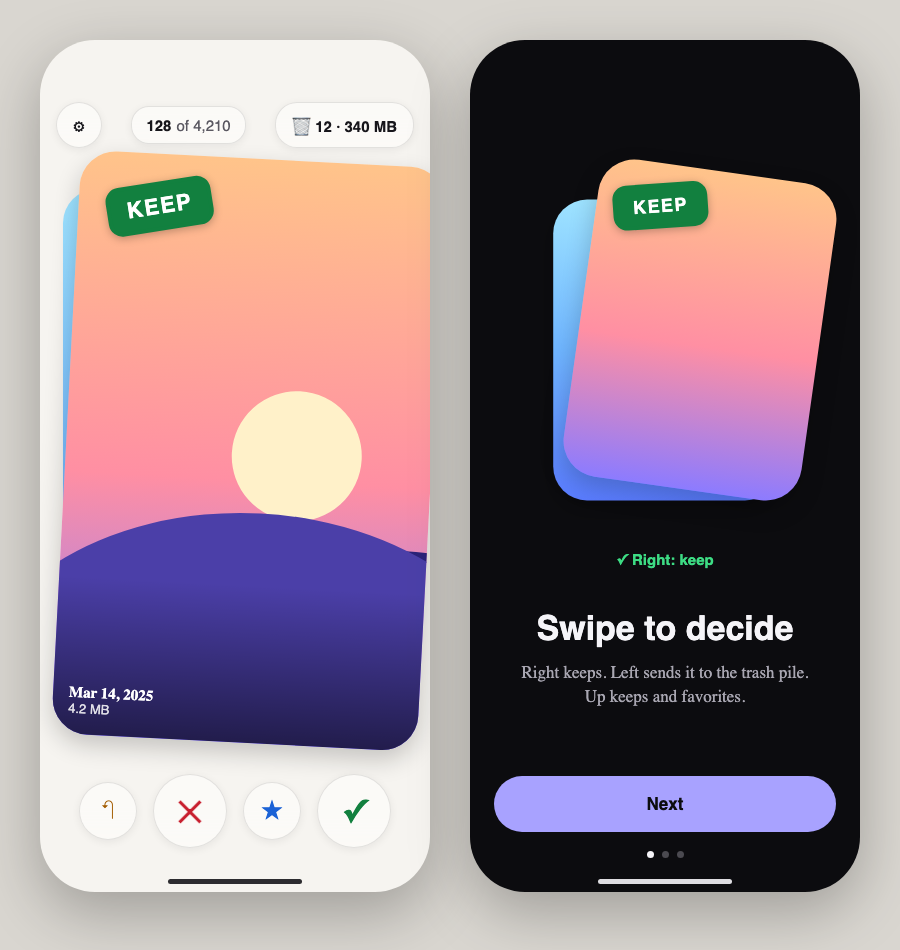 128 of 4,210
12 · 340 MB
KEEP
Mar 14, 2025
4.2 MB
KEEP
✓ Right: keep
Swipe to decide
Right keeps. Left sends it to the trash pile.
Up keeps and favorites.
Next